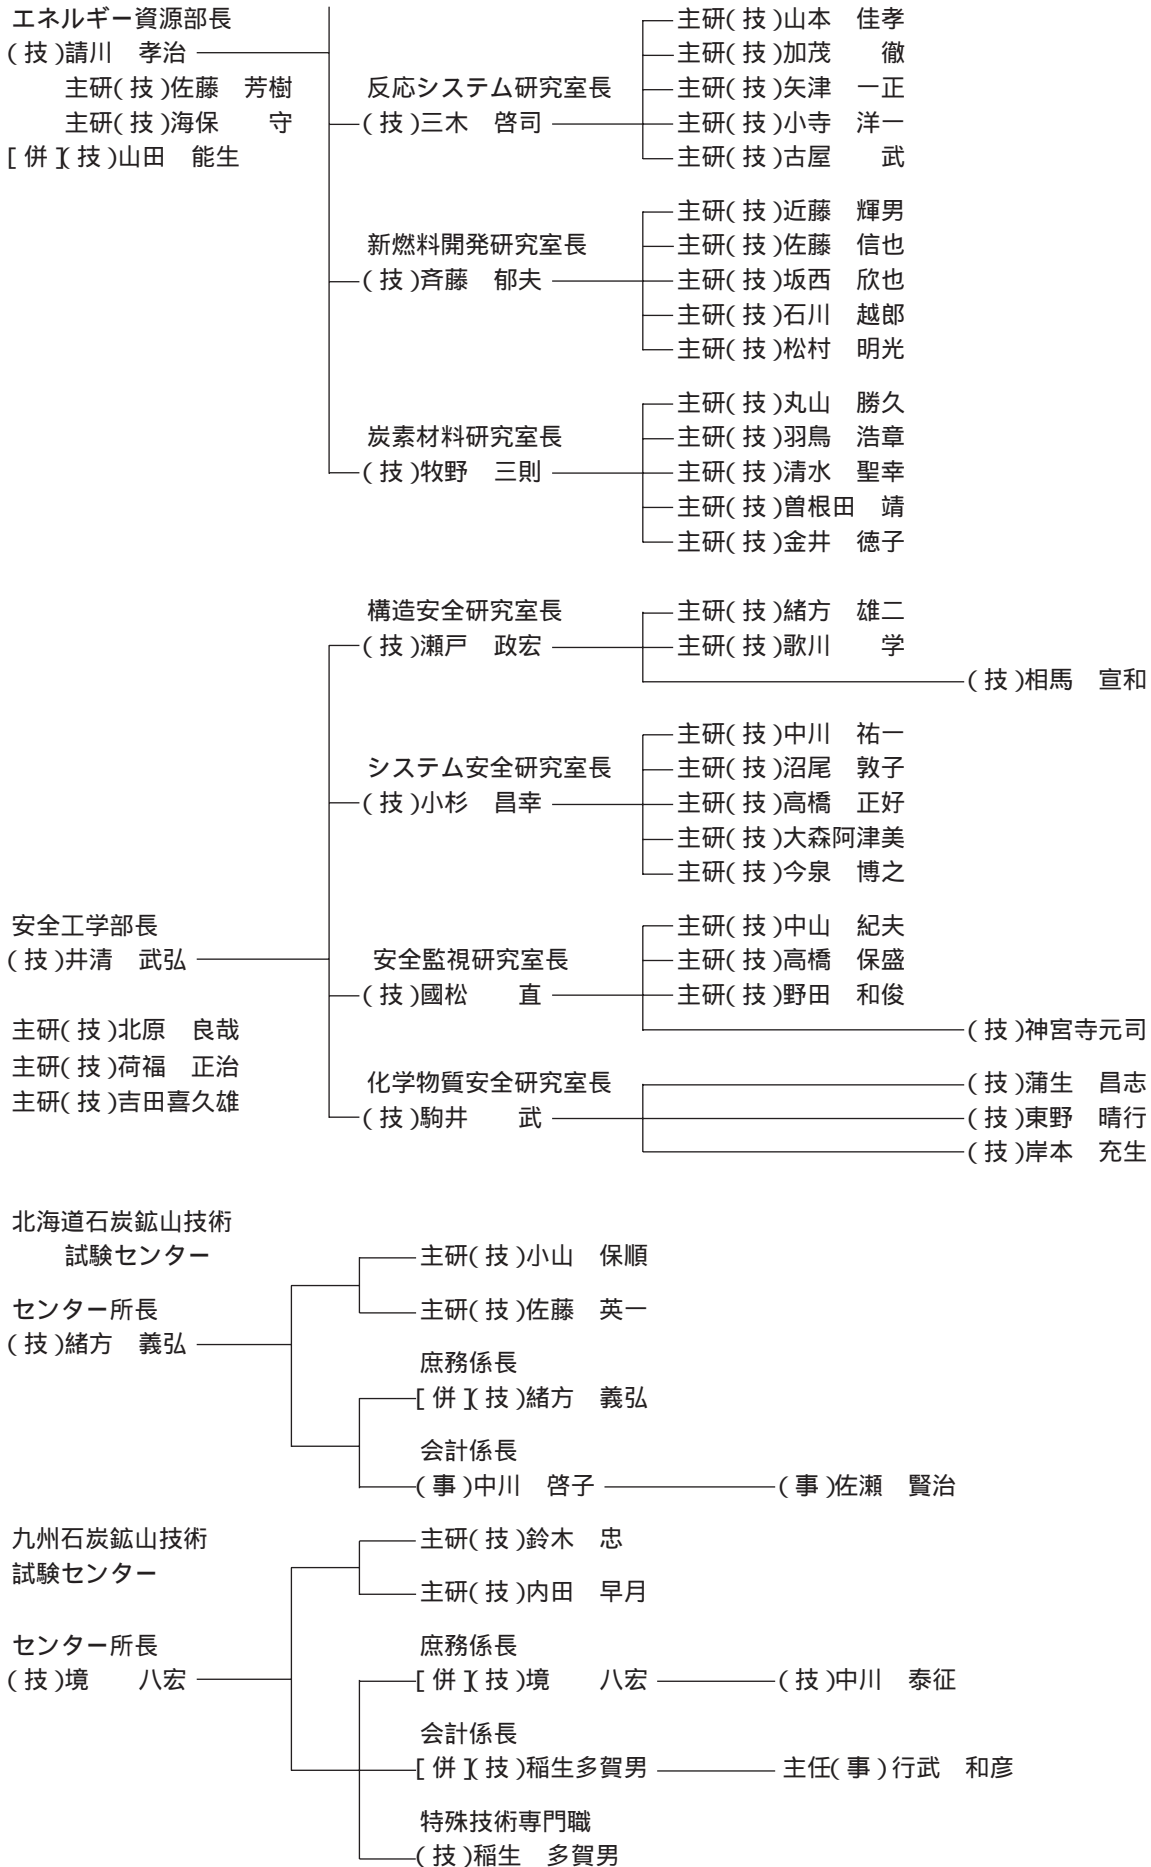 エネルギー資源部長
(技)請川　孝治
主研(技)佐藤　芳樹
主研(技)海保　　守
[併](技)山田　能生
反応システム研究室長
(技)三木　啓司
主研(技)山本　佳孝
主研(技)加茂　　徹
主研(技)矢津　一正
主研(技)小寺　洋一
主研(技)古屋　　武
新燃料開発研究室長
(技)斉藤　郁夫
主研(技)近藤　輝男
主研(技)佐藤　信也
主研(技)坂西　欣也
主研(技)石川　越郎
主研(技)松村　明光
炭素材料研究室長
(技)牧野　三則
主研(技)丸山　勝久
主研(技)羽鳥　浩章
主研(技)清水　聖幸
主研(技)曽根田　靖
主研(技)金井　徳子
安全工学部長
(技)井清　武弘
主研(技)北原　良哉
主研(技)荷福　正治
主研(技)吉田喜久雄
構造安全研究室長
(技)瀬戸　政宏
主研(技)緒方　雄二
主研(技)歌川　　学
(技)相馬　宣和
システム安全研究室長
(技)小杉　昌幸
主研(技)中川　祐一
主研(技)沼尾　敦子
主研(技)高橋　正好
主研(技)大森阿津美
主研(技)今泉　博之
安全監視研究室長
(技)國松　　直
主研(技)中山　紀夫
主研(技)高橋　保盛
主研(技)野田　和俊
(技)神宮寺元司
化学物質安全研究室長
(技)駒井　　武
(技)蒲生　昌志
(技)東野　晴行
(技)岸本　充生
北海道石炭鉱山技術
試験センター
センター所長
(技)緒方　義弘
主研(技)小山　保順
主研(技)佐藤　英一
庶務係長
[併](技)緒方　義弘
会計係長
(事)中川　啓子
(事)佐瀬　賢治
九州石炭鉱山技術
試験センター
センター所長
(技)境　　八宏
主研(技)鈴木　忠
主研(技)内田　早月
庶務係長
[併](技)境　　八宏
(技)中川　泰征
会計係長
[併](技)稲生多賀男
主任(事)行武　和彦
特殊技術専門職
(技)稲生　多賀男